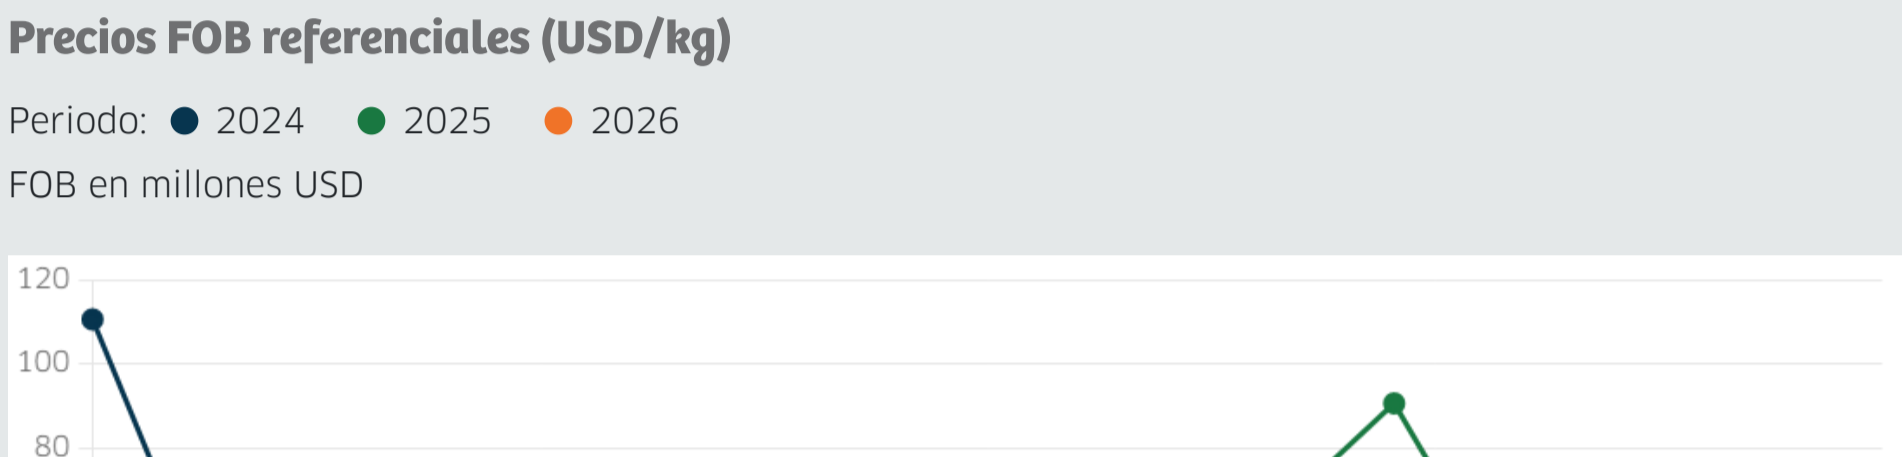 Precios FOB referenciales (USD/kg)
Periodo: 2024 2025 2026
FOB en millones USD
120
100
80